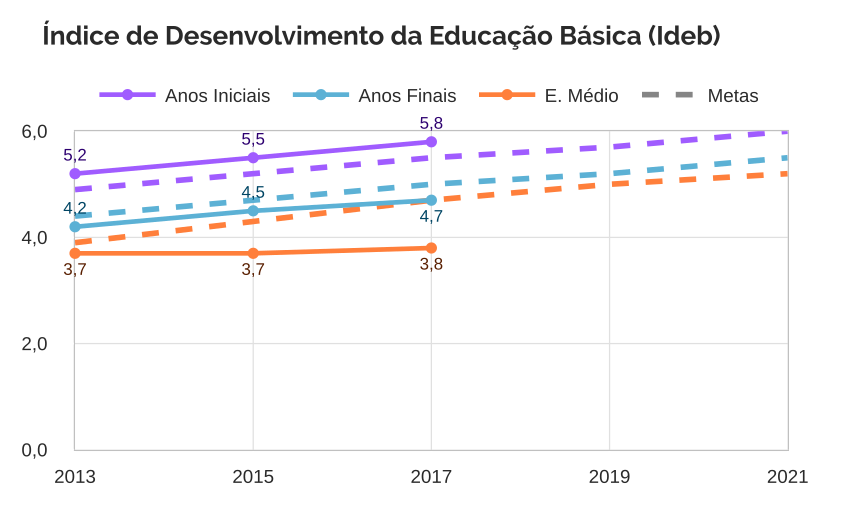 Índice de Desenvolvimento da Educação Básica (Ideb)
Anos Iniciais Anos Finais E. Médio Metas
6,0
5,2 5,5 5,8
4,2 4,5 4,7
4,0
3,7 3,7 3,8
2,0
0,0
2013 2015 2017 2019 2021